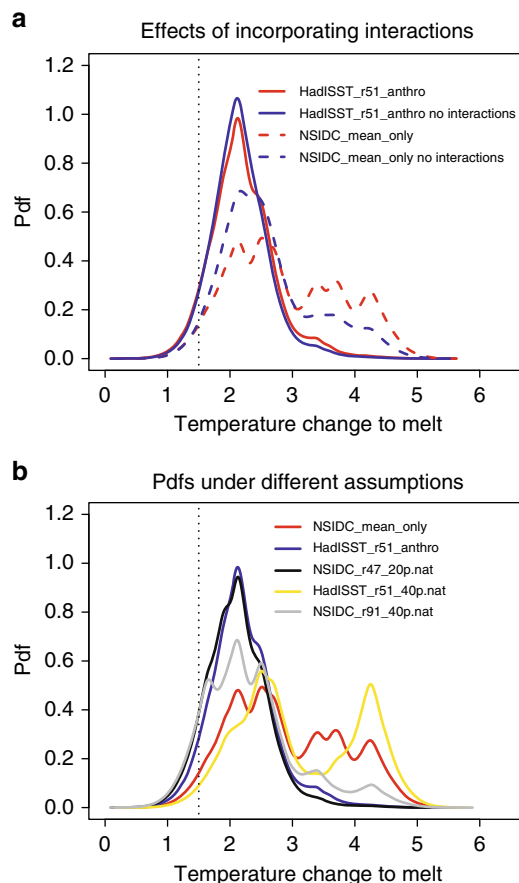 a
Effects of incorporating interactions
1.2
1.0
0.8
0.6
0.4
0.2
0.0
Pdf
HadISST_r51_anthro
HadISST_r51_anthro no interactions
NSIDC_mean_only
NSIDC_mean_only no interactions
0 1 2 3 4 5 6
Temperature change to melt
b
Pdfs under different assumptions
1.2
1.0
0.8
0.6
0.4
0.2
0.0
Pdf
NSIDC_mean_only
HadISST_r51_anthro
NSIDC_r47_20p.nat
HadISST_r51_40p.nat
NSIDC_r91_40p.nat
0 1 2 3 4 5 6
Temperature change to melt